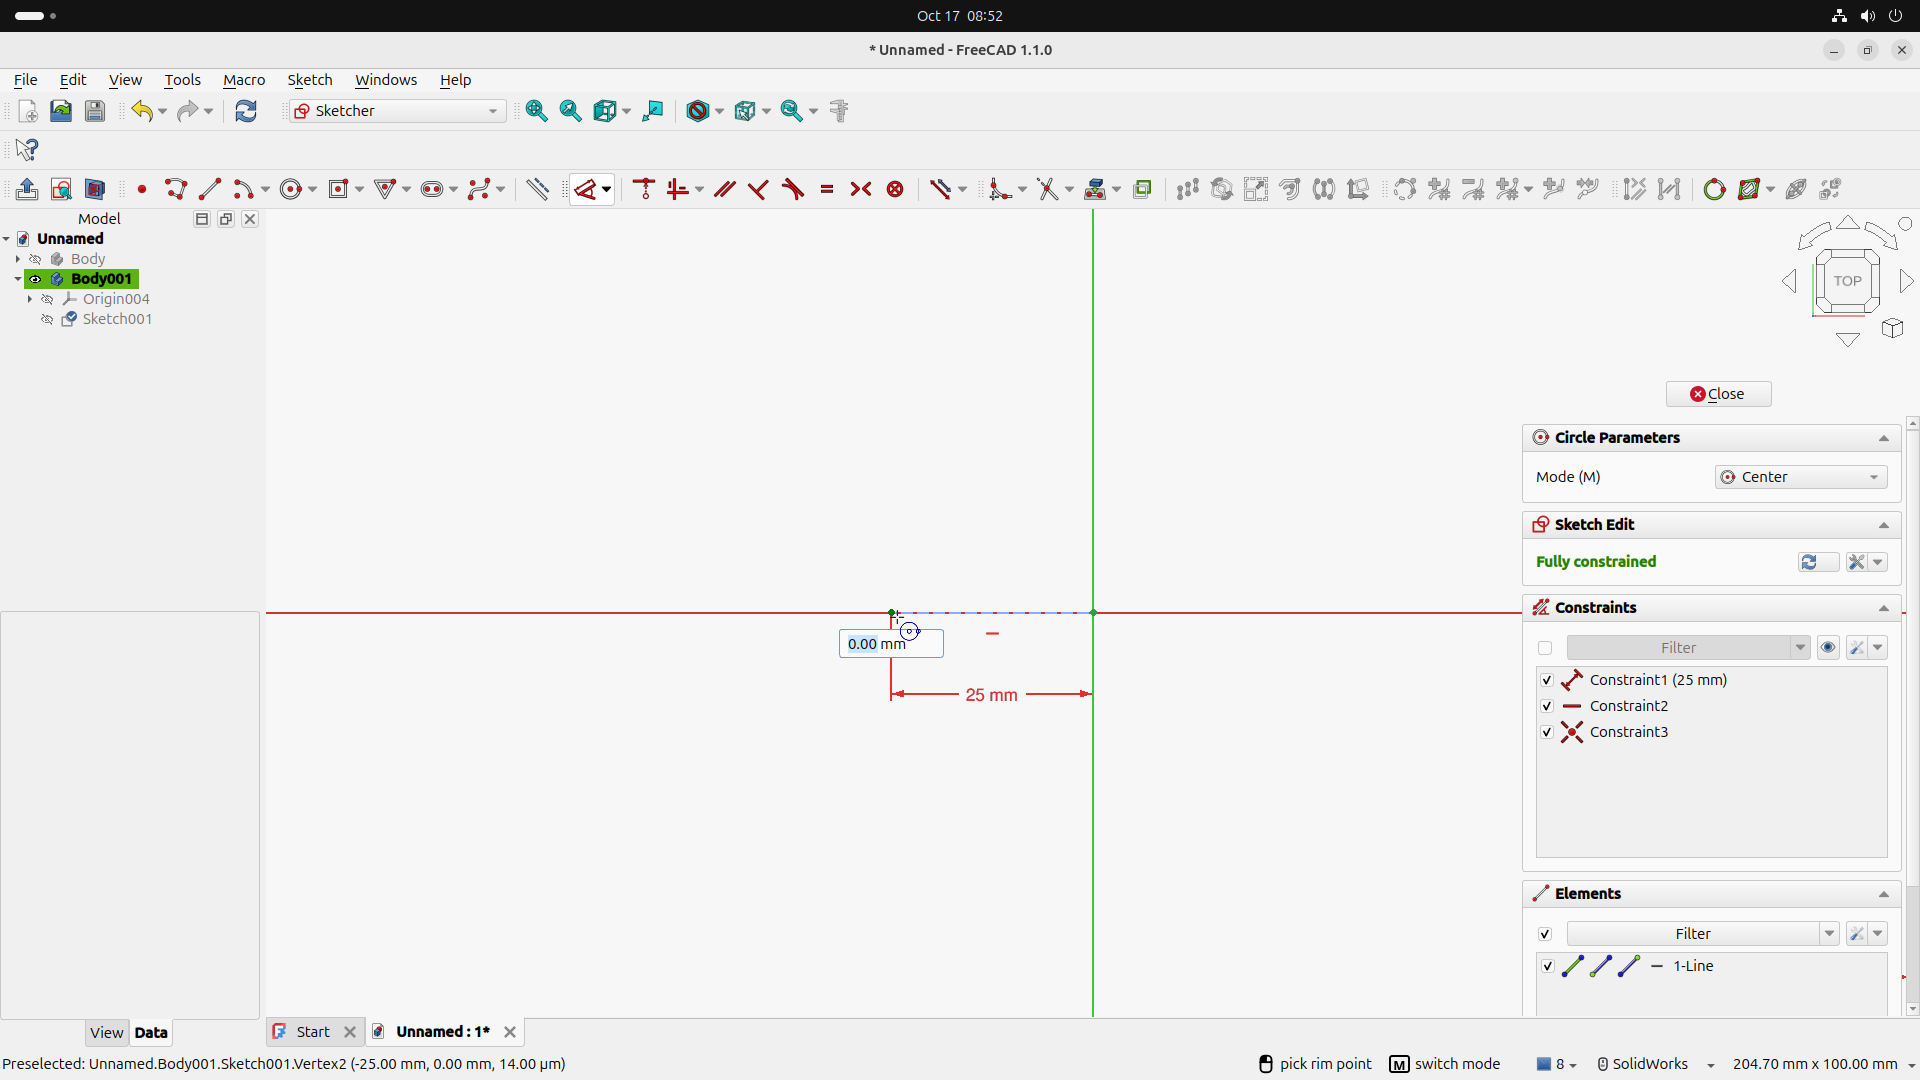 Oct 17 08:52
* Unnamed - FreeCAD 1.1.0
File Edit View Tools Macro Sketch Windows Help
Sketcher
Model
Unnamed
Body
Body001
Origin004
Sketch001
TOP
Close
Circle Parameters
Mode (M) Center
Sketch Edit
Fully constrained
Constraints
Filter
Constraint1 (25 mm)
Constraint2
Constraint3
0.00 mm
25 mm
Elements
Filter
1-Line
View Data
Start Unnamed : 1*
Preselected: Unnamed.Body001.Sketch001.Vertex2 (-25.00 mm, 0.00 mm, 14.00 µm)
pick rim point M switch mode 8 SolidWorks 204.70 mm x 100.00 mm